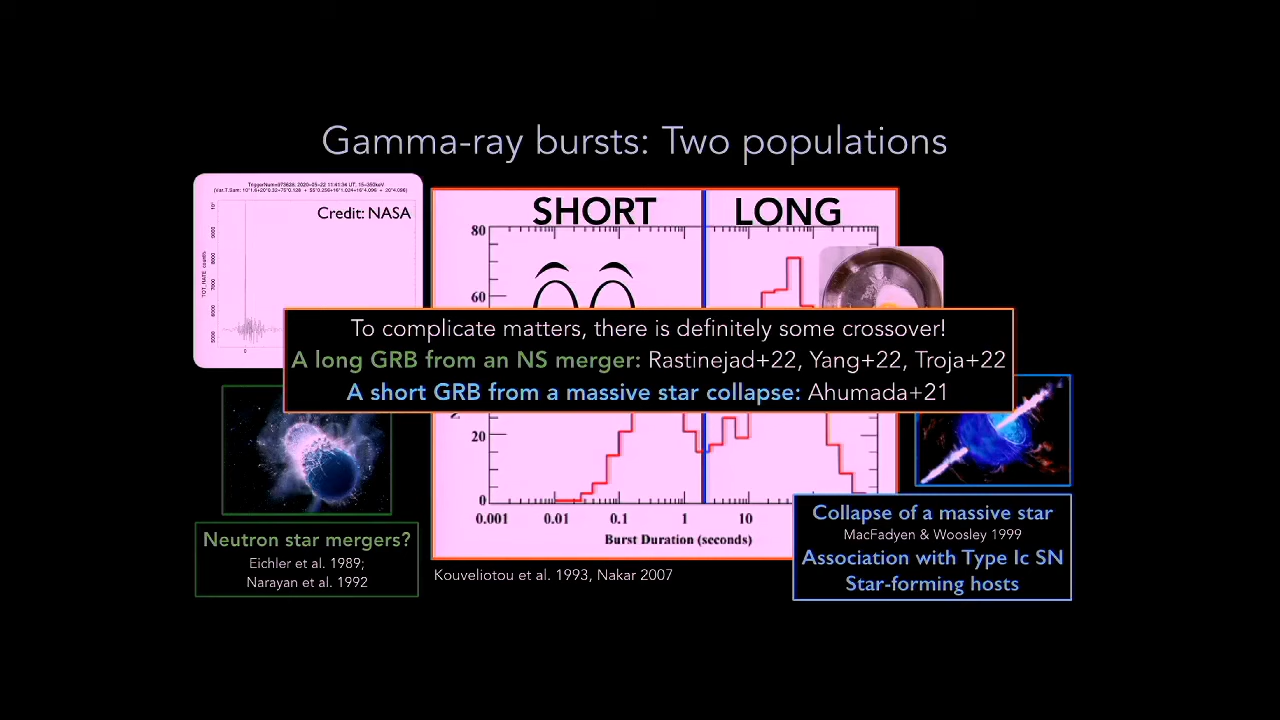 Gamma-ray bursts: Two populations
Credit: NASA
SHORT
LONG
80
60
20
0
0.001 0.01 0.1 1 10
Burst Duration (seconds)
To complicate matters, there is definitely some crossover!
A long GRB from an NS merger: Rastinejad+22, Yang+22, Troja+22
A short GRB from a massive star collapse: Ahumada+21
Neutron star mergers?
Eichler et al. 1989;
Narayan et al. 1992
Kouveliotou et al. 1993, Nakar 2007
Collapse of a massive star
MacFadyen & Woosley 1999
Association with Type Ic SN
Star-forming hosts